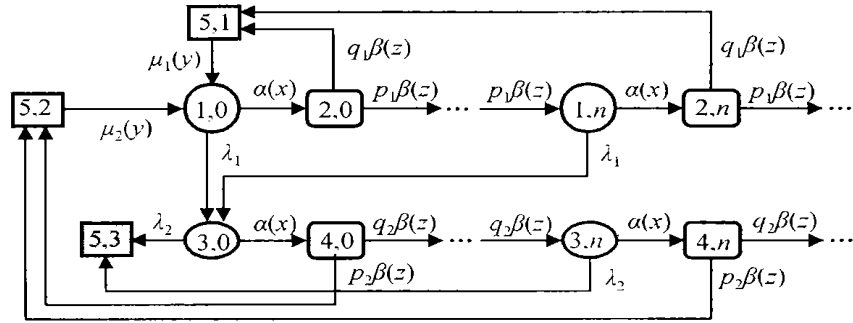 5,1
q₁β(z)
q₁β(z)
μ₁(y)
5,2
μ₂(y)
1,0
α(x)
2,0
p₁β(z)
...
p₁β(z)
1,n
α(x)
2,n
p₁β(z)
...
λ₁
λ₁
5,3
λ₂
3,0
α(x)
4,0
q₂β(z)
...
q₂β(z)
3,n
α(x)
4,n
q₂β(z)
...
p₂β(z)
λ₂
p₂β(z)